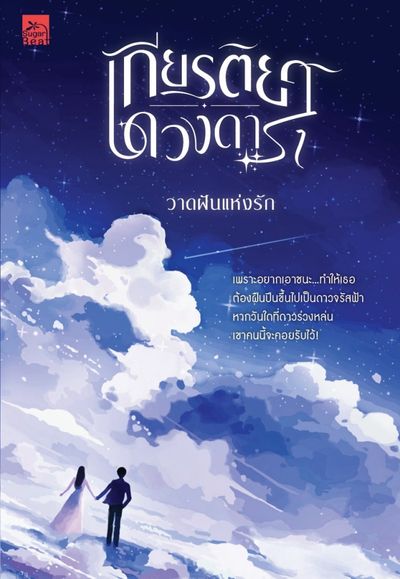 Sugar
Beat
เกียรติยา
ดวงดารา
วาดฝันแห่งรัก
เพราะอยากเอาชนะ...ทำให้เธอ
ต้องฝืนปีนขึ้นไปเป็นดาวจรัสฟ้า
หากวันใดที่ดาวร่วงหล่น
เขาคนนี้จะคอยรับไว้!